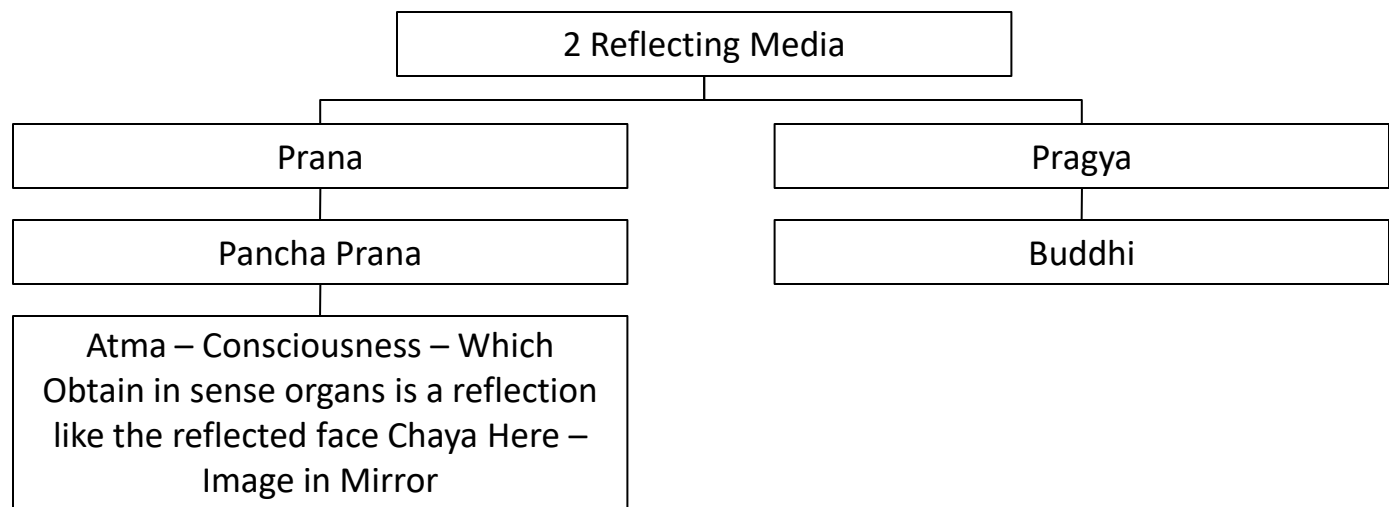 2 Reflecting Media
Prana
Pragya
Pancha Prana
Buddhi
Atma – Consciousness – Which
Obtain in sense organs is a reflection
like the reflected face Chaya Here –
Image in Mirror